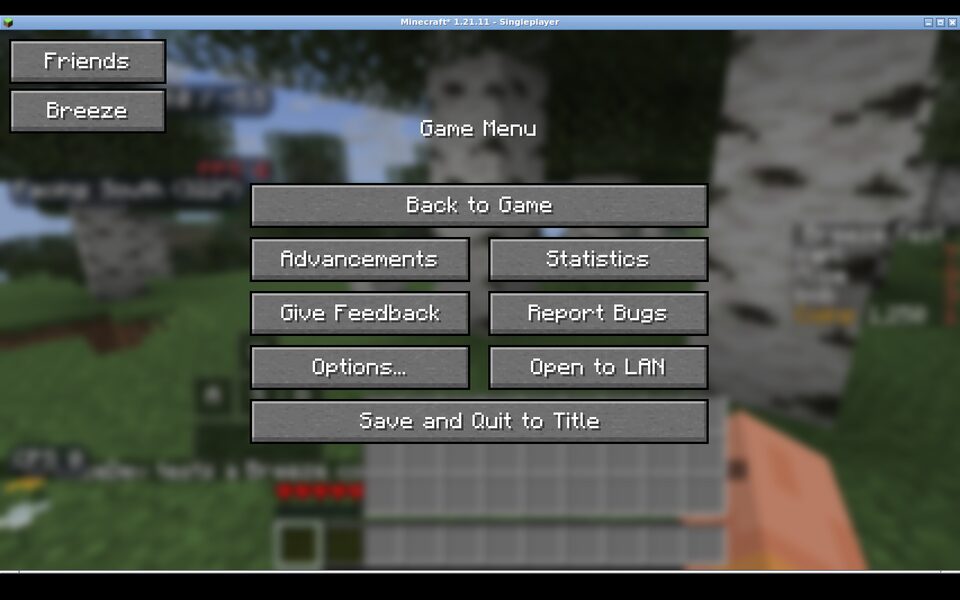 Minecraft* 1.21.11 - Singleplayer
Friends
Breeze
Game Menu
Back to Game
Advancements
Statistics
Give Feedback
Report Bugs
Options...
Open to LAN
Save and Quit to Title